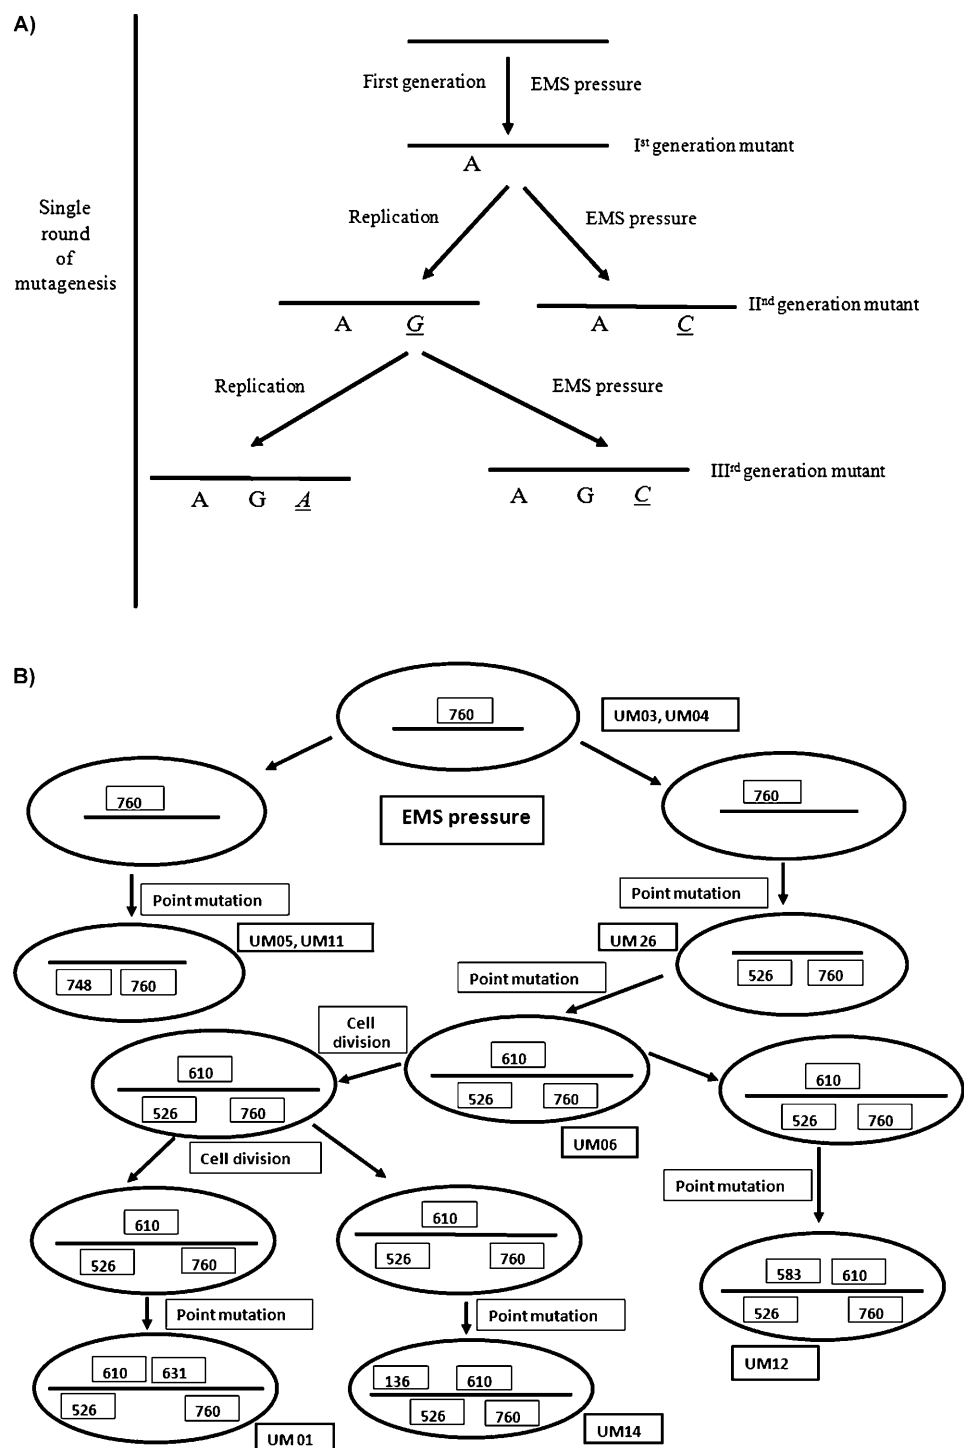 A)
First generation
EMS pressure
Ist generation mutant
A
Single
round
of
mutagenesis
Replication
EMS pressure
IInd generation mutant
A G
A C
Replication
EMS pressure
IIIrd generation mutant
A G A
A G C
B)
760
UM03, UM04
760
760
EMS pressure
Point mutation
Point mutation
UM05, UM11
UM 26
748 760
526 760
Point mutation
Cell
division
610
526 760
610
526 760
UM06
610
526 760
Cell division
Point mutation
610
526 760
610
526 760
583 610
526 760
UM12
Point mutation
Point mutation
610 631
526 760
UM 01
136 610
526 760
UM14